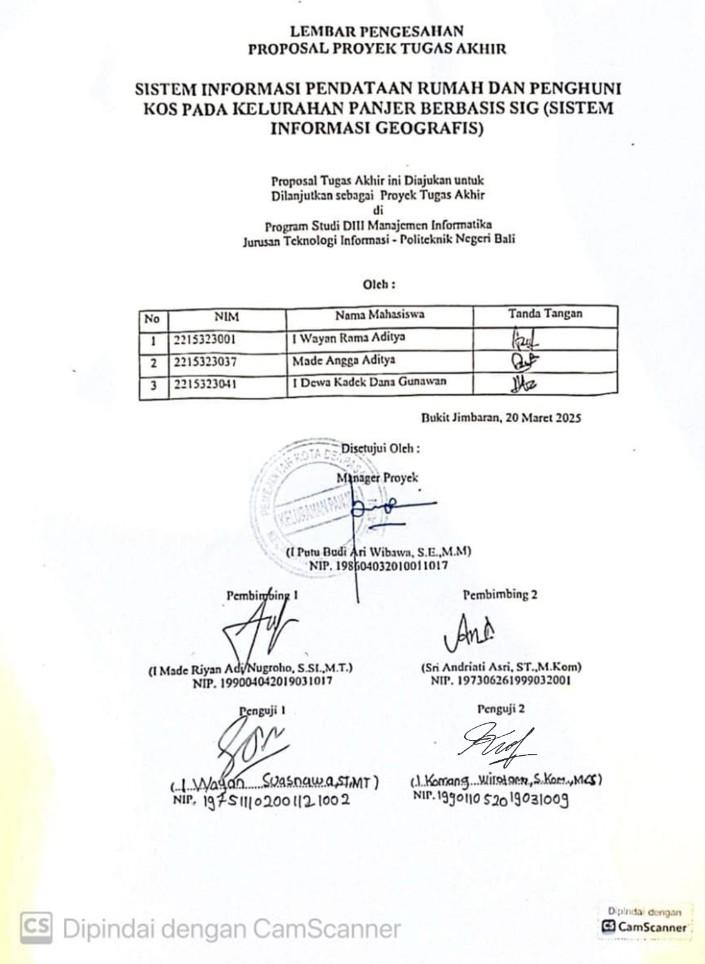 LEMBAR PENGESAHAN
PROPOSAL PROYEK TUGAS AKHIR
SISTEM INFORMASI PENDATAAN RUMAH DAN PENGHUNI
KOS PADA KELURAHAN PANJER BERBASIS SIG (SISTEM
INFORMASI GEOGRAFIS)
Proposal Tugas Akhir ini Diajukan untuk
Dilanjutkan sebagai Proyek Tugas Akhir
di
Program Studi DIII Manajemen Informatika
Jurusan Teknologi Informasi - Politeknik Negeri Bali
Oleh :
No NIM Nama Mahasiswa Tanda Tangan
1 2215323001 I Wayan Rama Aditya
2 2215323037 Made Angga Aditya
3 2215323041 I Dewa Kadek Dana Gunawan
Bukit Jimbaran, 20 Maret 2025
Disetujui Oleh :
Manager Proyek
KELURAHAN PANJER
(I Putu Budi Ari Wibawa, S.E.,M.M)
NIP. 198604032010011017
Pembimbing 1 Pembimbing 2
(I Made Riyan Adi Nugroho, S.SI.,M.T.) (Sri Andriati Asri, ST.,M.Kom)
NIP. 199004042019031017 NIP. 197306261999032001
Penguji 1 Penguji 2
(I Wayan Suasnawa,ST,MT) (I Komang Wiratama, S.Kom., MCS)
NIP. 197511102001121002 NIP. 199011052019031009
CS Dipindai dengan CamScanner
Dipindai dengan
CS CamScanner